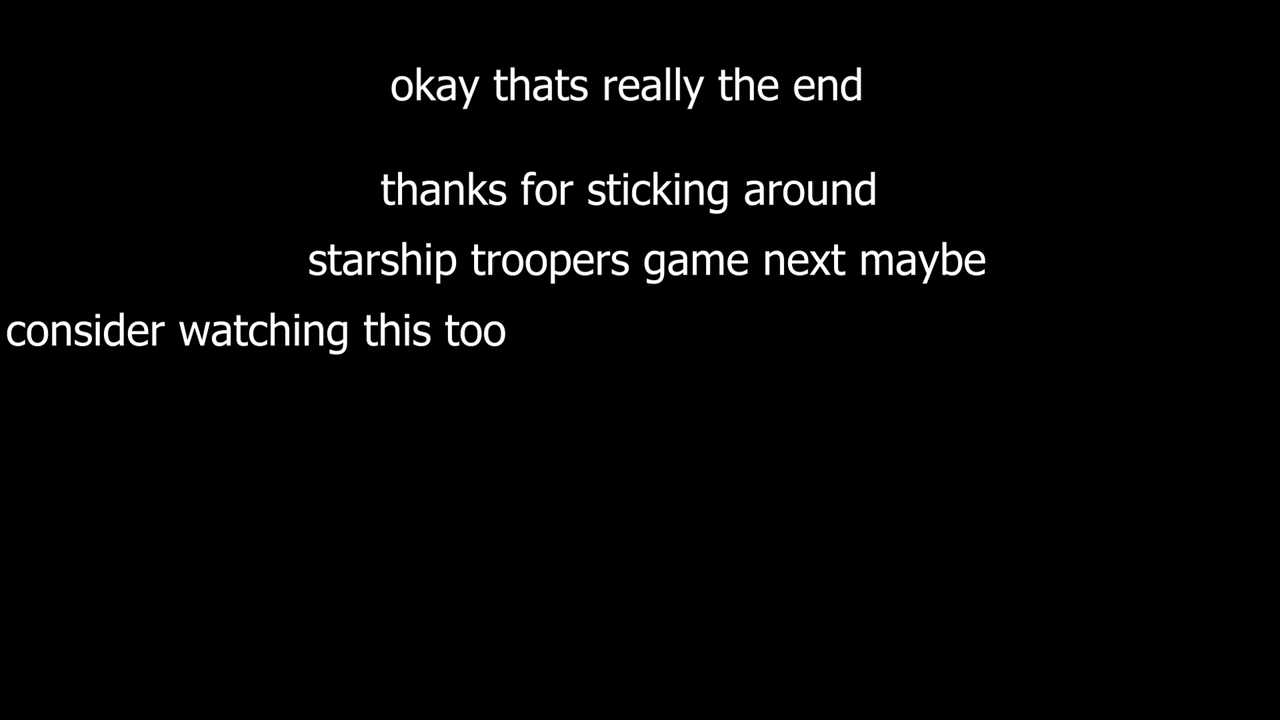 okay thats really the end
thanks for sticking around
starship troopers game next maybe
consider watching this too